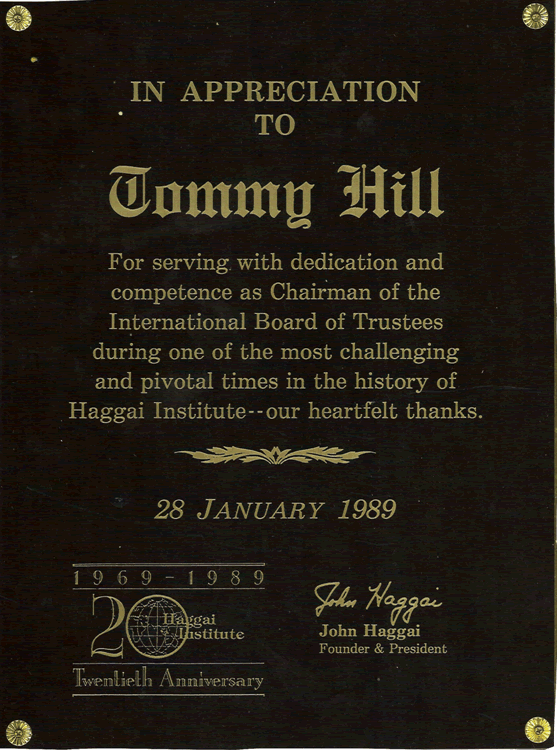 IN APPRECIATION
TO
Tommy Hill
For serving with dedication and
competence as Chairman of the
International Board of Trustees
during one of the most challenging
and pivotal times in the history of
Haggai Institute--our heartfelt thanks.
28 JANUARY 1989
1969-1989
20 Haggai
Institute
Twentieth Anniversary
John Haggai
John Haggai
Founder & President